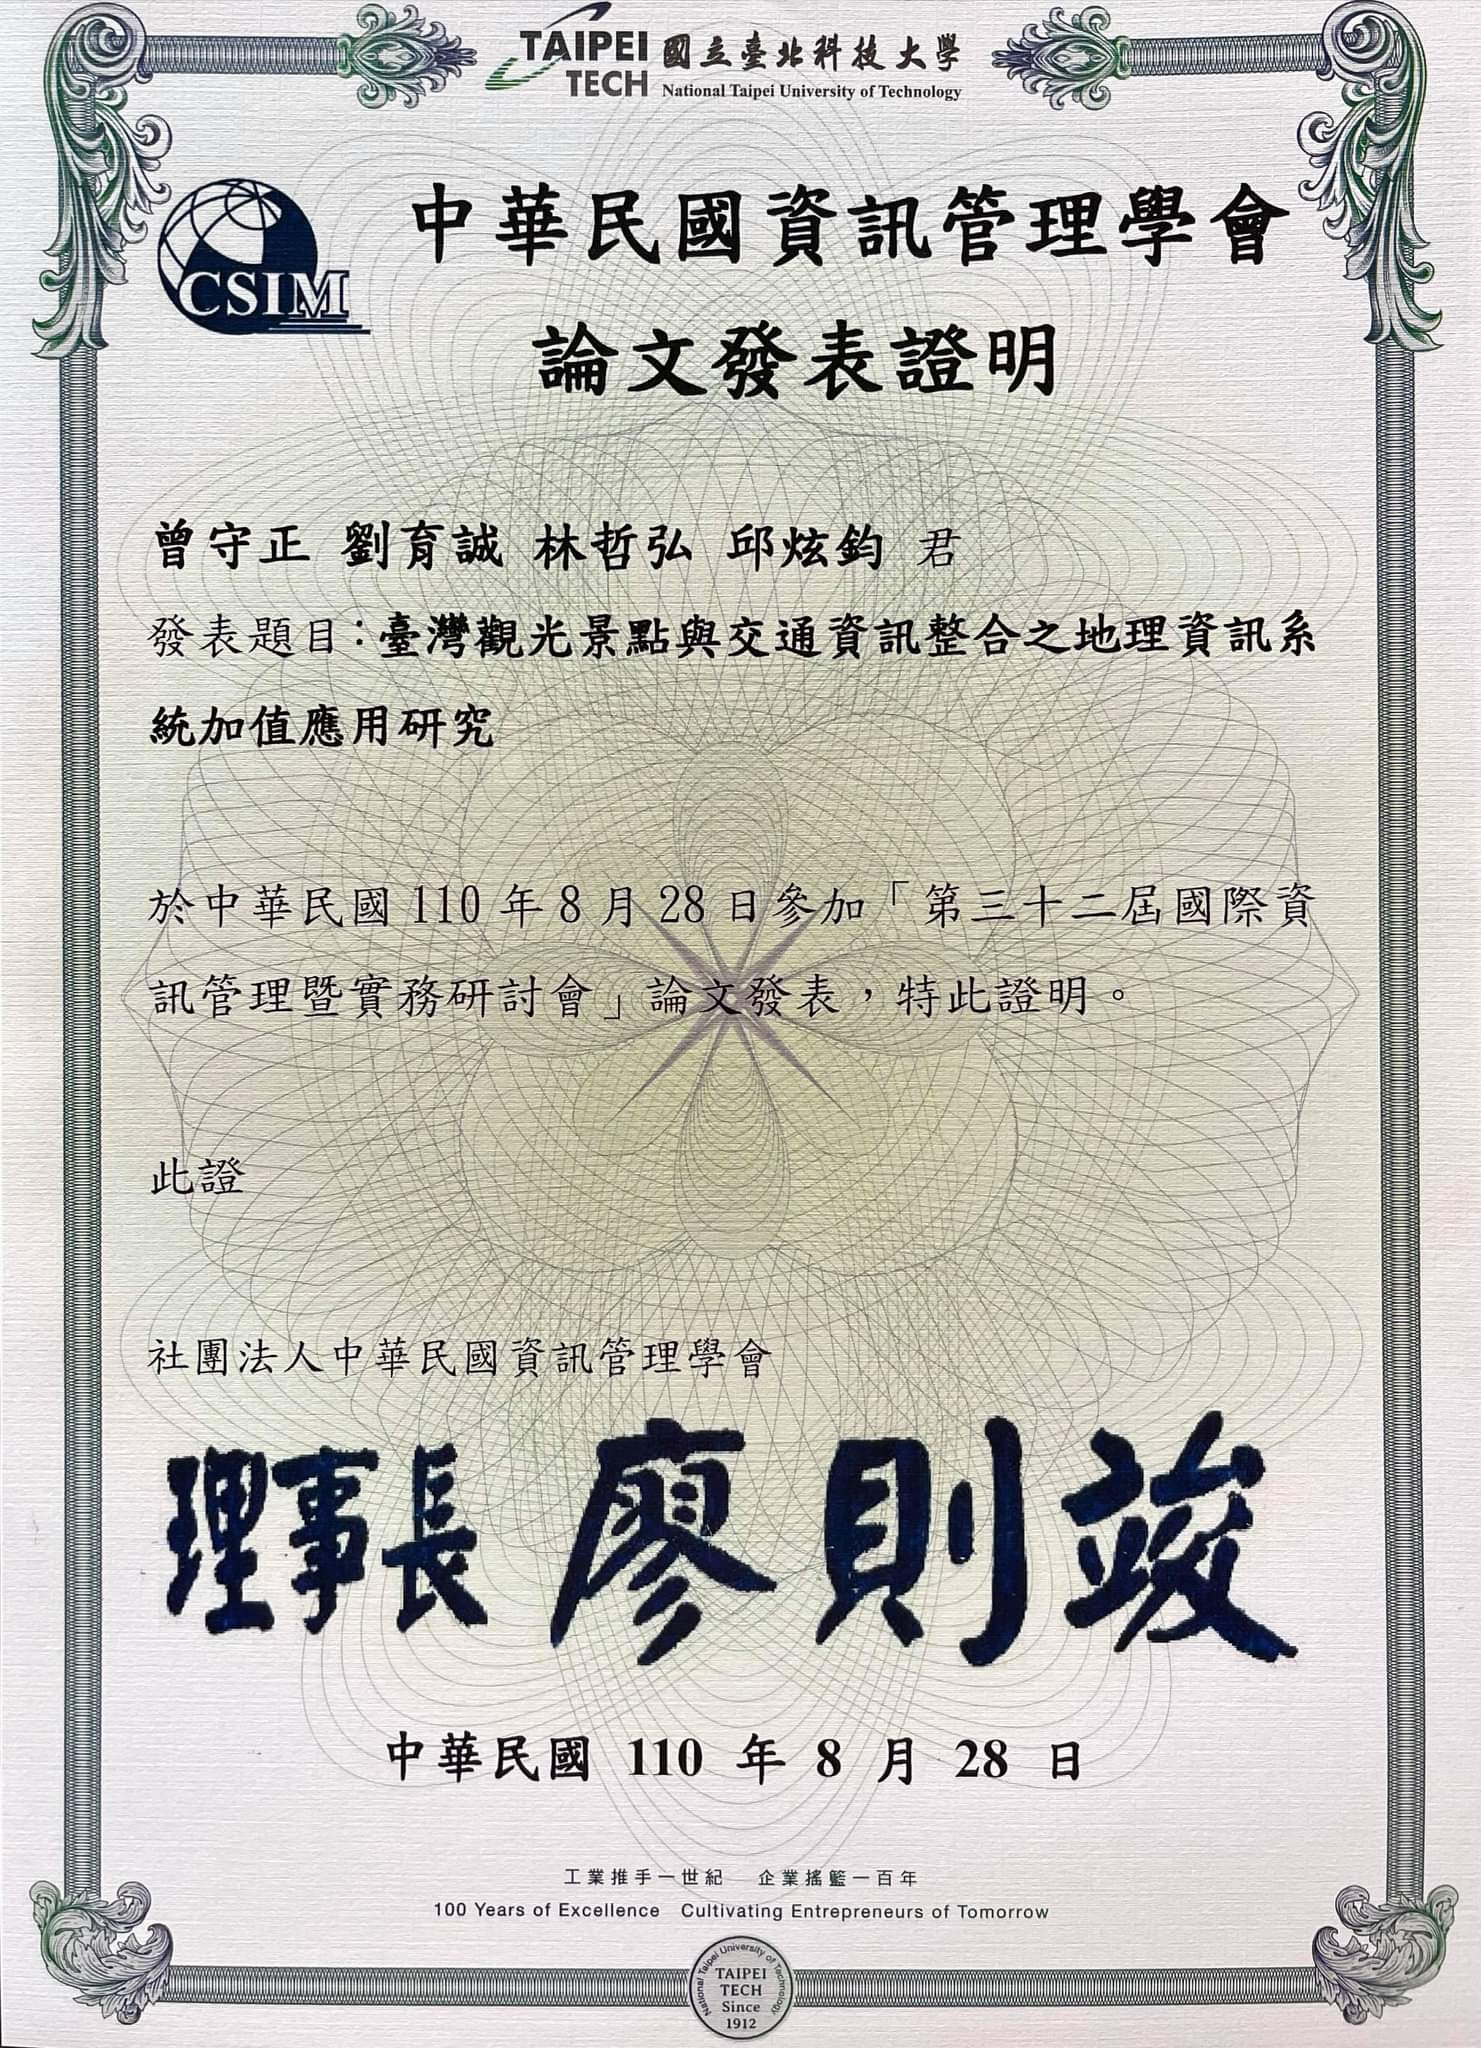 TAIPEI 國立臺北科技大學
TECH National Taipei University of Technology
中華民國資訊管理學會
CSIM
論文發表證明
曾守正 劉育誠 林哲弘 邱炫鈞 君
發表題目：臺灣觀光景點與交通資訊整合之地理資訊系
統加值應用研究
於中華民國 110 年 8 月 28 日參加「第三十二屆國際資
訊管理暨實務研討會」論文發表，特此證明。
此證
社團法人中華民國資訊管理學會
理事長 廖則竣
中華民國 110 年 8 月 28 日
工業推手一世紀 企業搖籃一百年
100 Years of Excellence Cultivating Entrepreneurs of Tomorrow
National Taipei University of Technology
TAIPEI
TECH
Since
1912